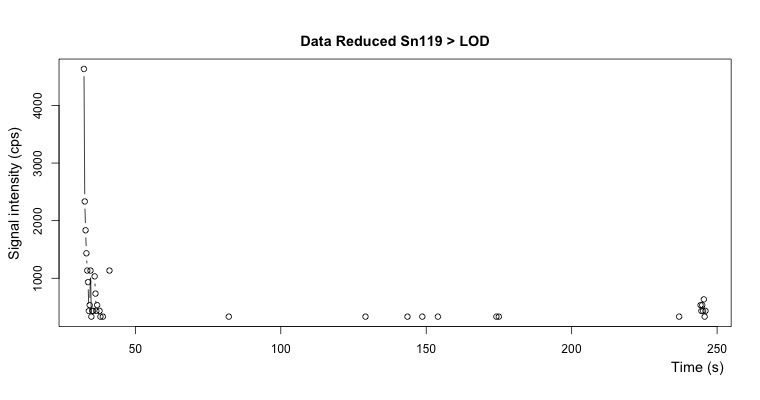 Data Reduced Sn119 > LOD
Signal intensity (cps)
4000
3000
2000
1000
50 100 150 200 250
Time (s)